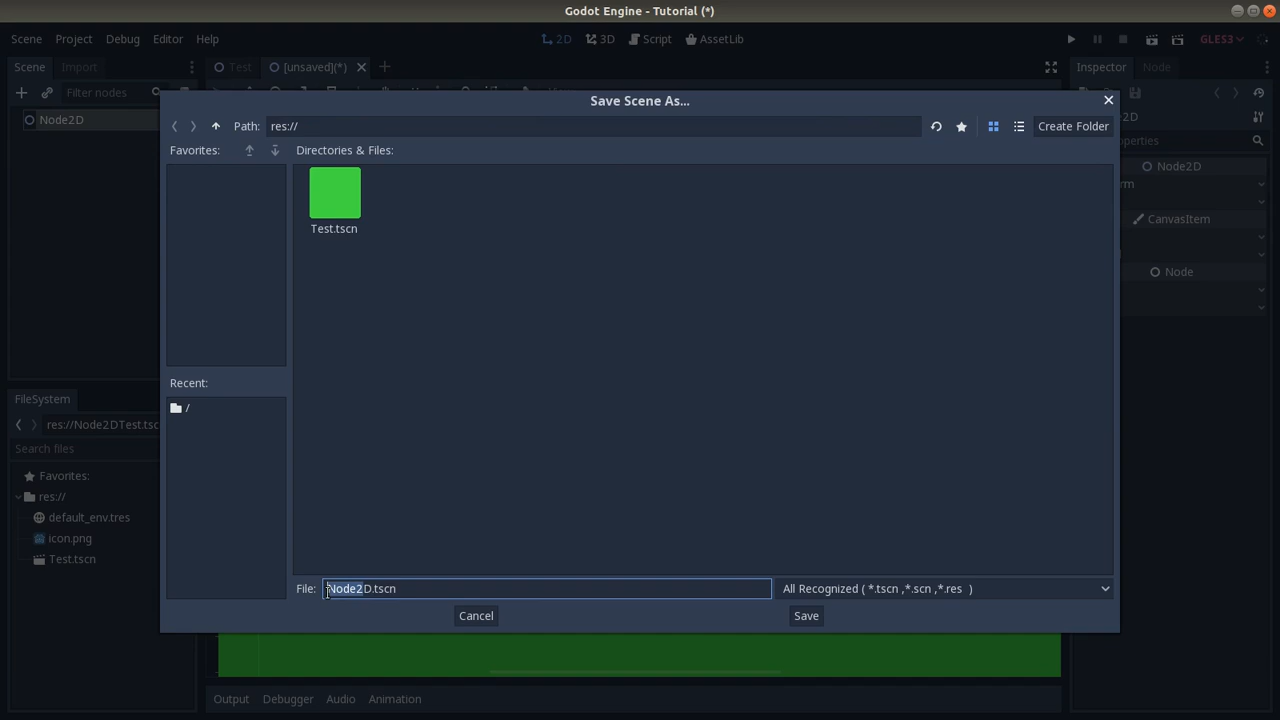 Godot Engine - Tutorial (*)
Scene Project Debug Editor Help
2D 3D Script AssetLib
GLES3
Scene Import
Test [unsaved](*)
Inspector Node
Filter nodes
Node2D
Save Scene As...
Path: res://
Create Folder
Favorites:
Directories & Files:
Test.tscn
Recent:
/
File: Node2D.tscn
All Recognized ( *.tscn ,*.scn ,*.res )
Cancel
Save
FileSystem
res://Node2DTest.tsc
Search files
Favorites:
res://
default_env.tres
icon.png
Test.tscn
2D
operties
Node2D
rm
CanvasItem
Node
Output Debugger Audio Animation